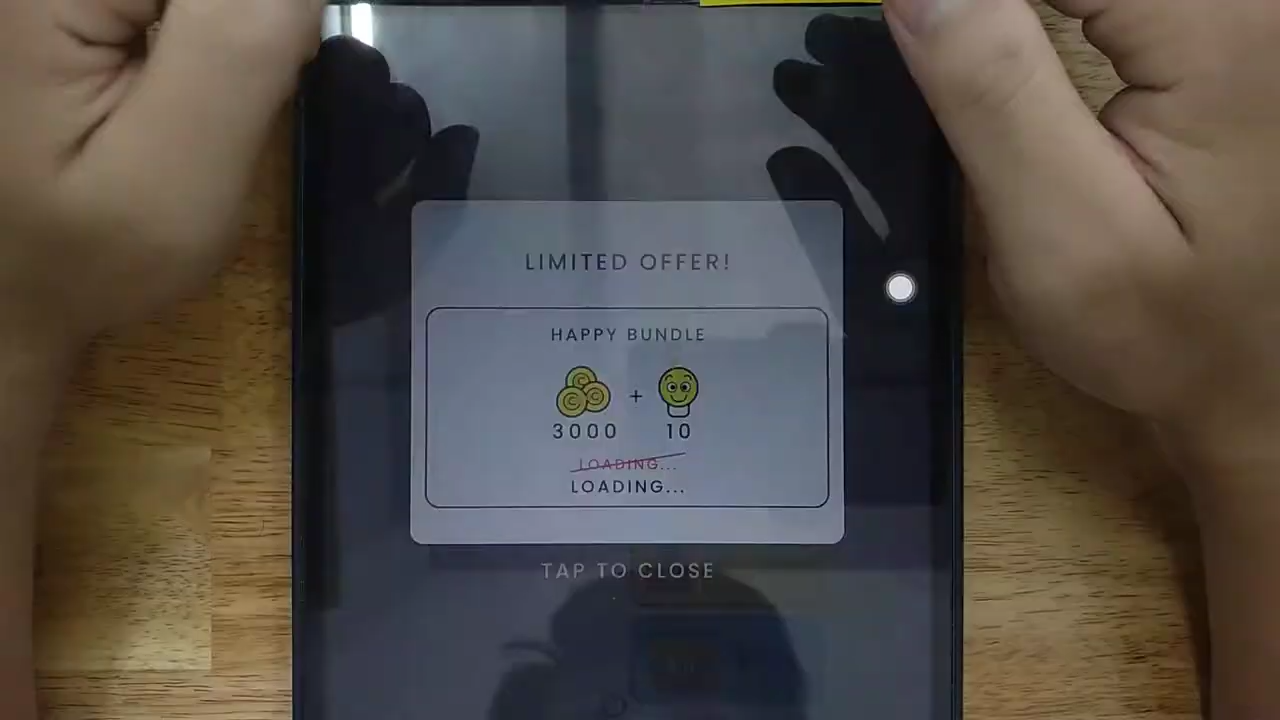 LIMITED OFFER!
HAPPY BUNDLE
+
3000 10
LOADING...
LOADING...
TAP TO CLOSE